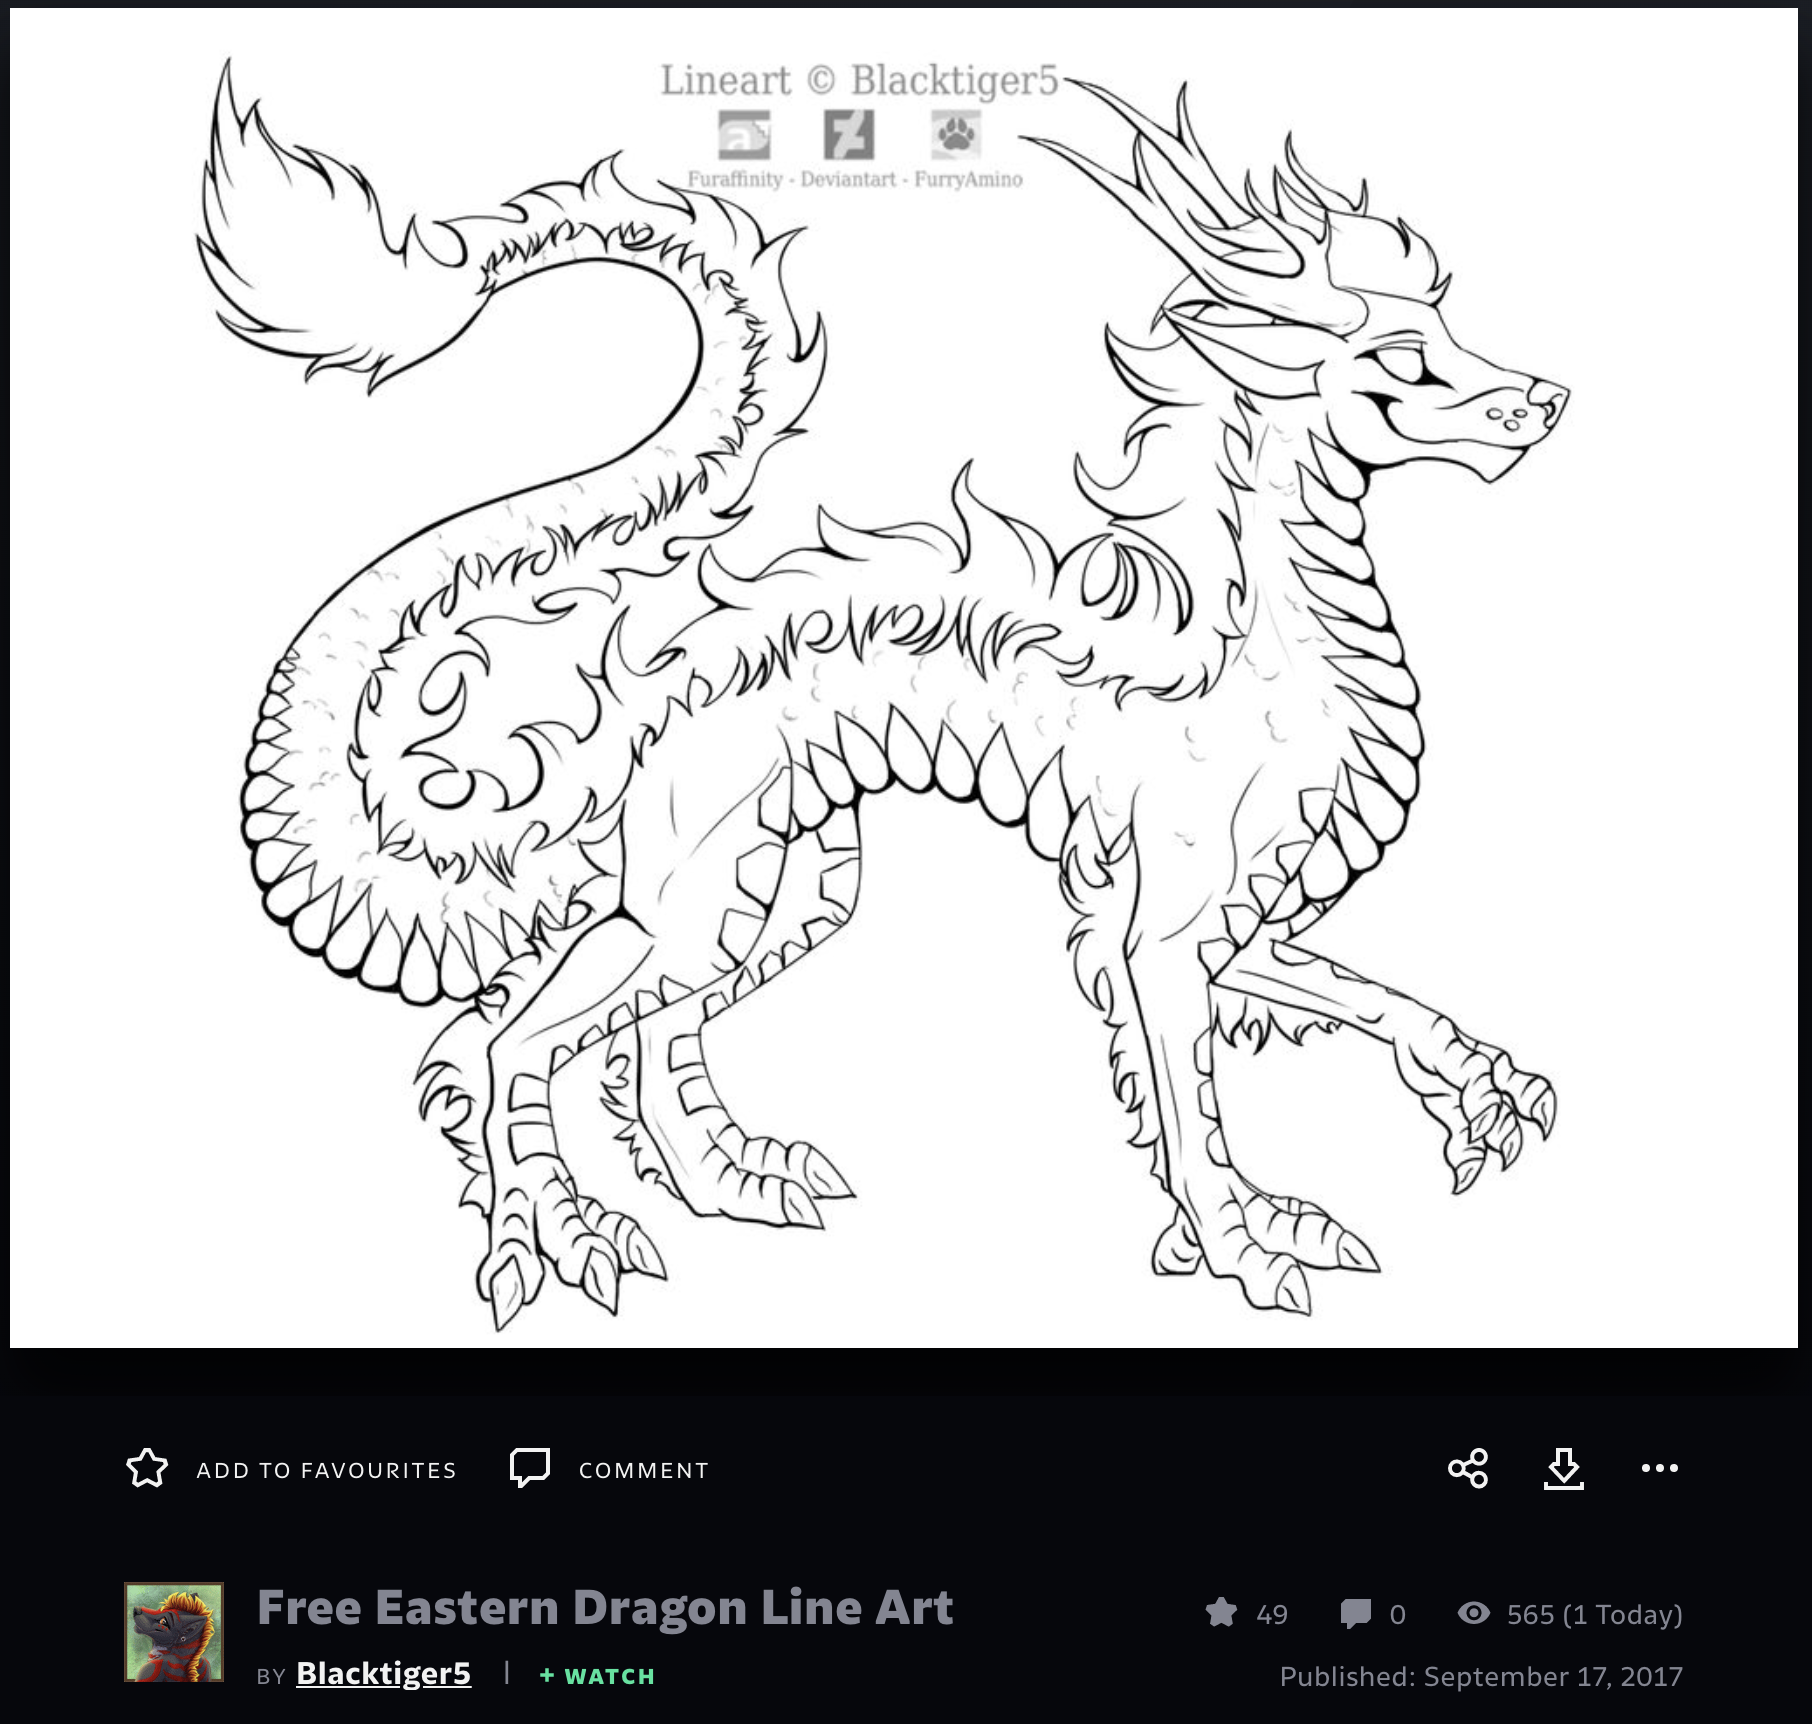 Lineart © Blacktiger5
Furaffinity - Deviantart - FurryAmino
ADD TO FAVOURITES
COMMENT
Free Eastern Dragon Line Art
49
0
565 (1 Today)
BY Blacktiger5 | + WATCH
Published: September 17, 2017